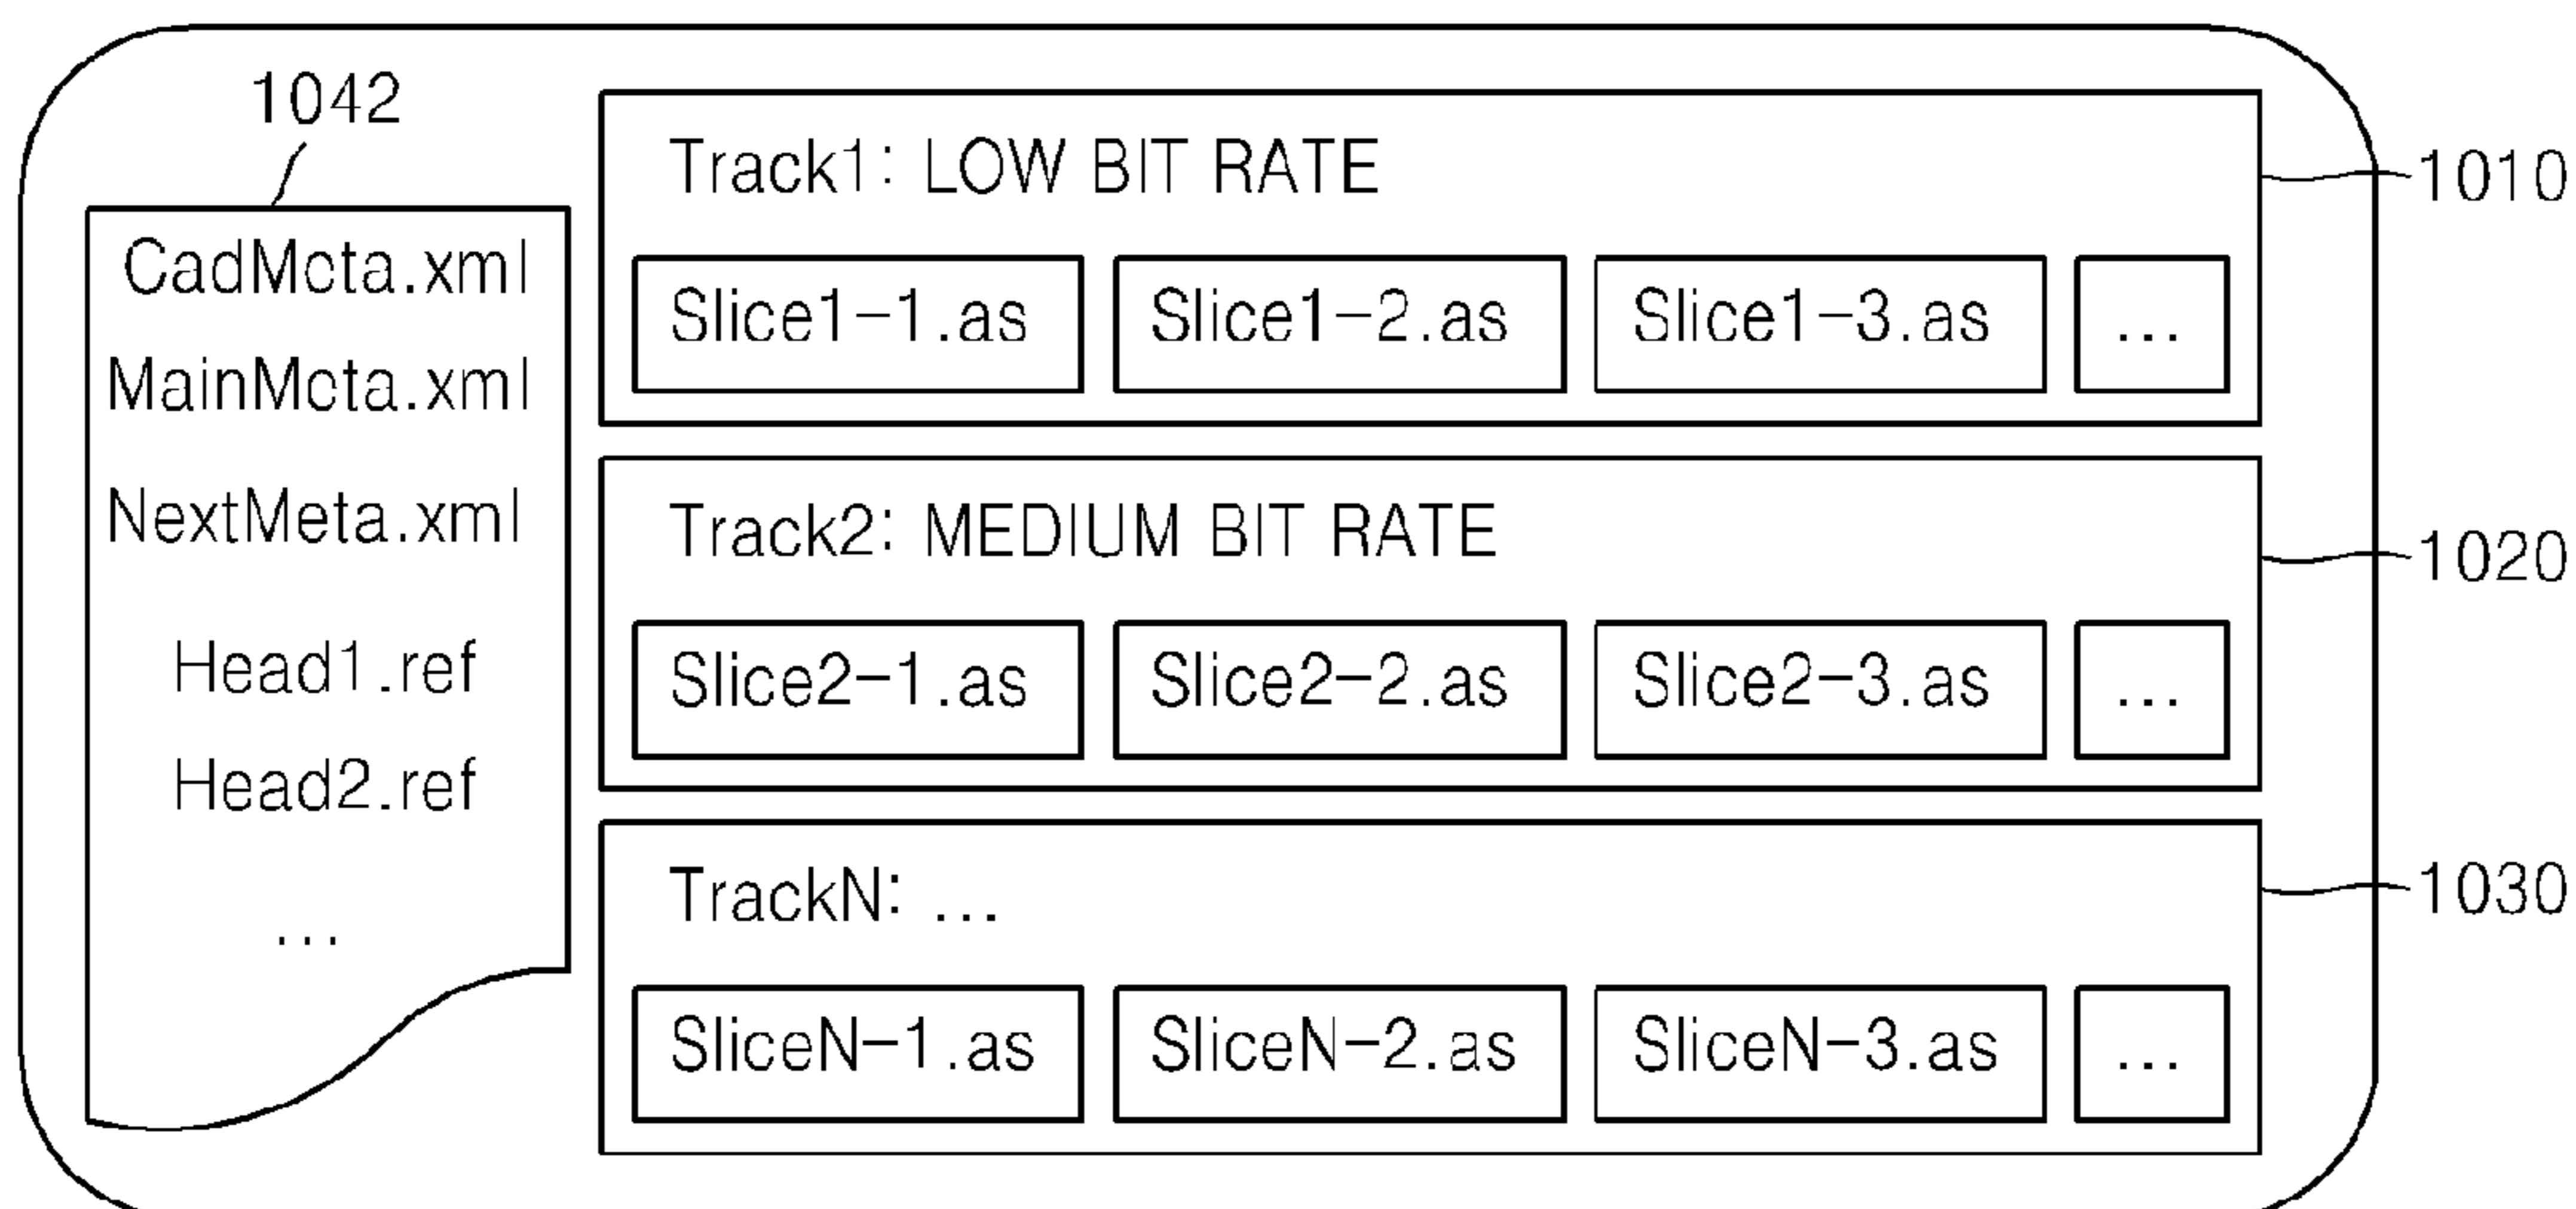 1042
CadMcta.xml
MainMcta.xml
NextMeta.xml
Head1.ref
Head2.ref
...
Track1: LOW BIT RATE
Slice1-1.as
Slice1-2.as
Slice1-3.as
...
1010
Track2: MEDIUM BIT RATE
Slice2-1.as
Slice2-2.as
Slice2-3.as
...
1020
TrackN: ...
SliceN-1.as
SliceN-2.as
SliceN-3.as
...
1030